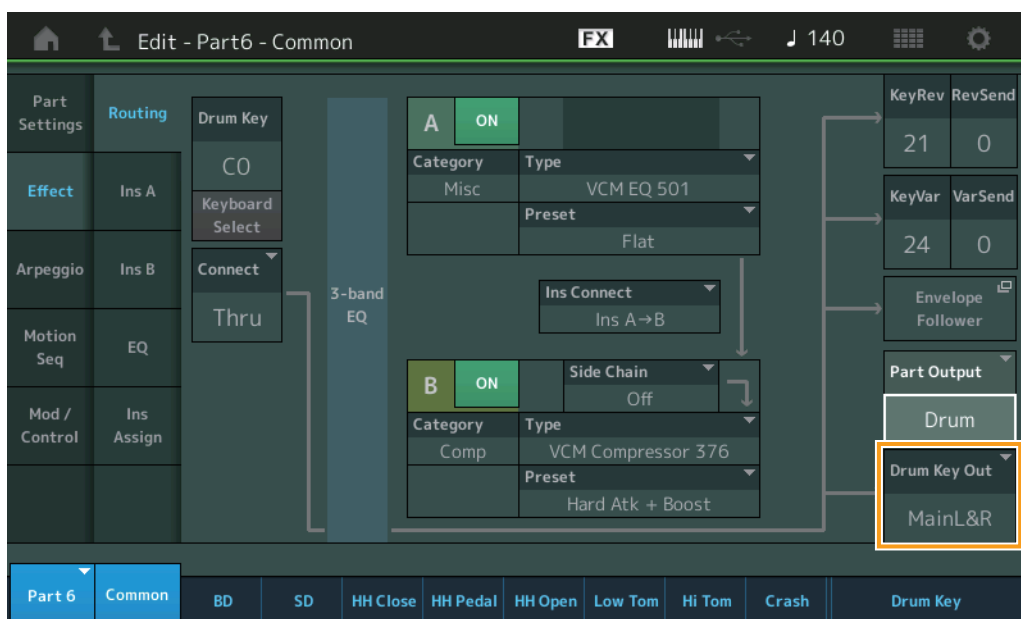 Edit - Part6 - Common
FX
♩ 140
Part
Settings
Effect
Arpeggio
Motion
Seq
Mod /
Control
Routing
Ins A
Ins B
EQ
Ins
Assign
Drum Key
C0
Keyboard
Select
Connect
Thru
3-band
EQ
A
ON
Category
Misc
Type
VCM EQ 501
Preset
Flat
Ins Connect
Ins A→B
B
ON
Side Chain
Off
Category
Comp
Type
VCM Compressor 376
Preset
Hard Atk + Boost
KeyRev RevSend
21 0
KeyVar VarSend
24 0
Envelope
Follower
Part Output
Drum
Drum Key Out
MainL&R
Part 6 Common BD SD HH Close HH Pedal HH Open Low Tom Hi Tom Crash Drum Key